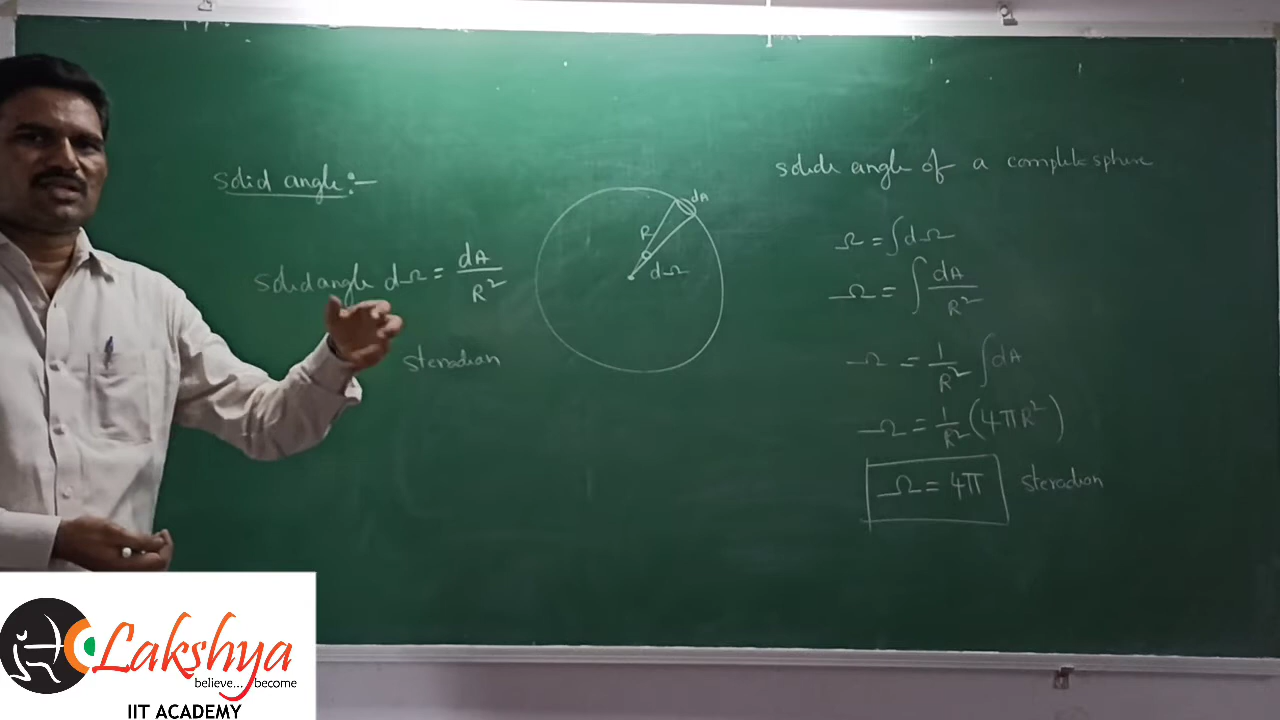 solid angle :-
solid angle dΩ = dA/R²
steradian
dA
R
dΩ
solide angle of a complete sphere
Ω = ∫dΩ
Ω = ∫ dA/R²
Ω = 1/R² ∫dA
Ω = 1/R² (4πR²)
Ω = 4π steradian
Lakshya
believe... become
IIT ACADEMY